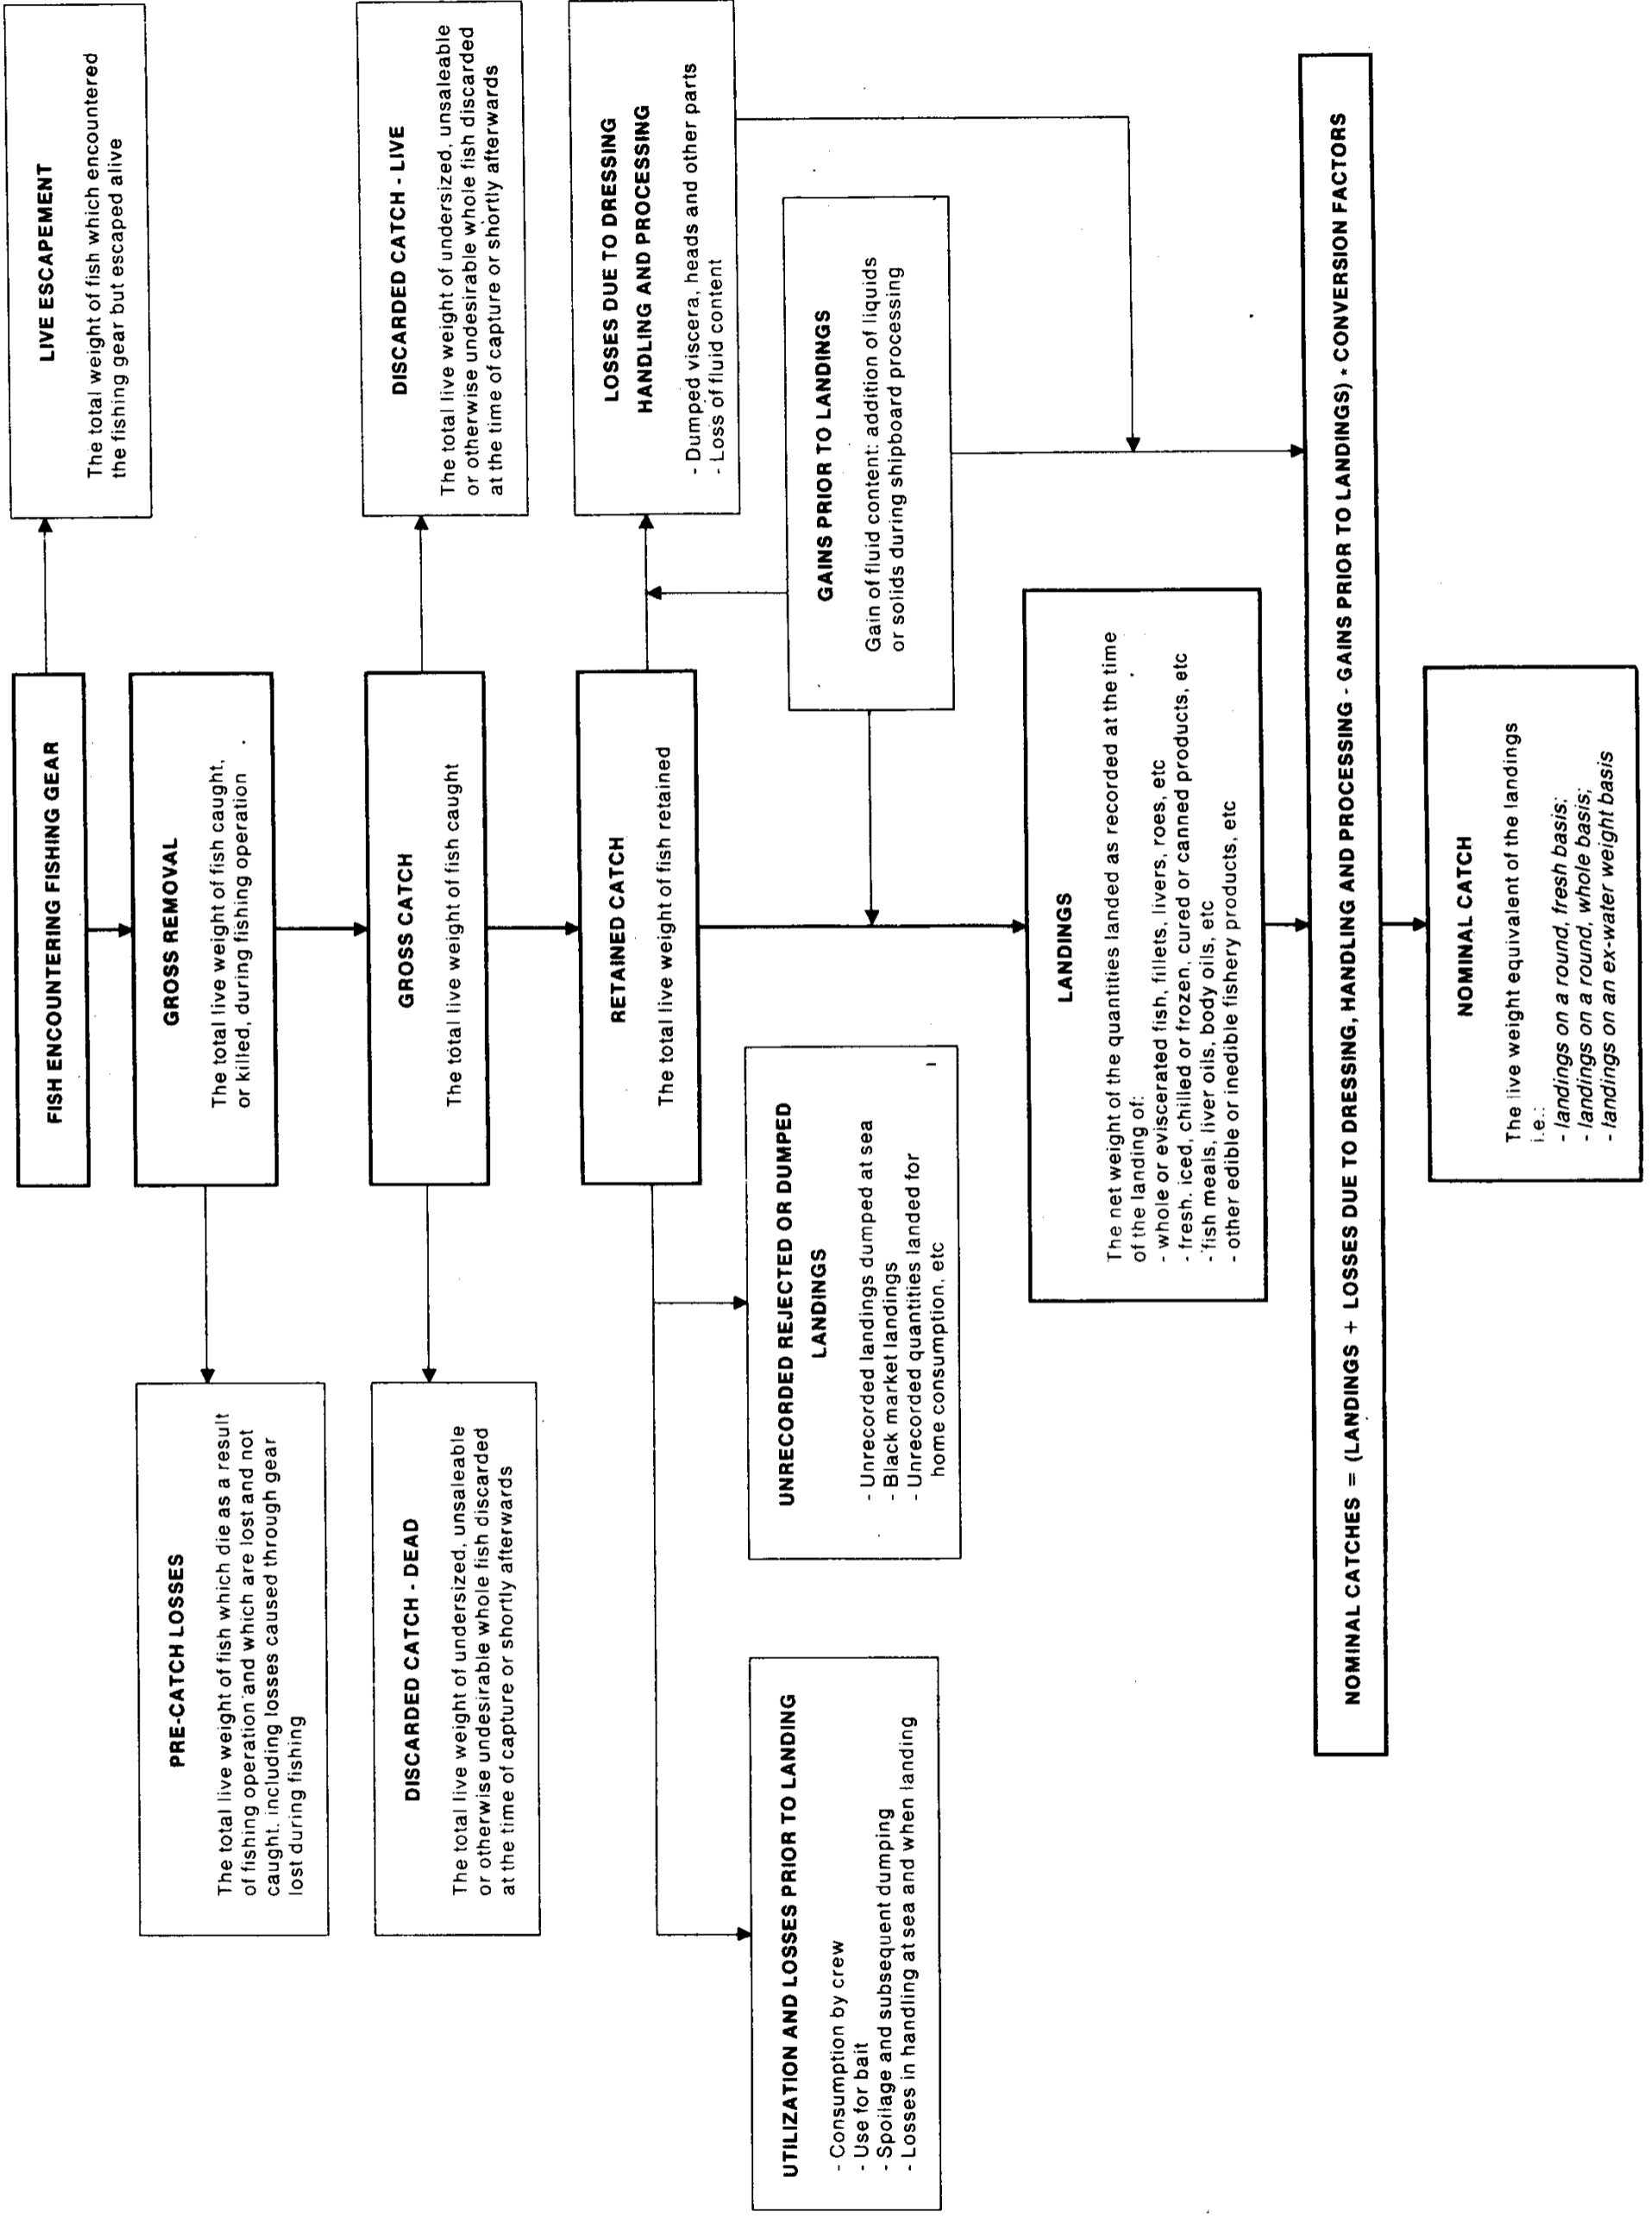 FISH ENCOUNTERING FISHING GEAR
LIVE ESCAPEMENT
The total weight of fish which encountered
the fishing gear but escaped alive
GROSS REMOVAL
The total live weight of fish caught,
or killed, during fishing operation
PRE-CATCH LOSSES
The total live weight of fish which die as a result
of fishing operation and which are lost and not
caught. including losses caused through gear
lost during fishing
GROSS CATCH
The total live weight of fish caught
DISCARDED CATCH - LIVE
The total live weight of undersized, unsaleable
or otherwise undesirable whole fish discarded
at the time of capture or shortly afterwards
DISCARDED CATCH - DEAD
The total live weight of undersized, unsaleable
or otherwise undesirable whole fish discarded
at the time of capture or shortly afterwards
RETAINED CATCH
The total live weight of fish retained
LOSSES DUE TO DRESSING
HANDLING AND PROCESSING
- Dumped viscera, heads and other parts
- Loss of fluid content
UTILIZATION AND LOSSES PRIOR TO LANDING
- Consumption by crew
- Use for bait
- Spoilage and subsequent dumping
- Losses in handling at sea and when landing
UNRECORDED REJECTED OR DUMPED
LANDINGS
- Unrecorded landings dumped at sea
- Black market landings
- Unrecorded quantities landed for
home consumption, etc
GAINS PRIOR TO LANDINGS
Gain of fluid content: addition of liquids
or solids during shipboard processing
LANDINGS
The net weight of the quantities landed as recorded at the time
of the landing of:
- whole or eviscerated fish, fillets, livers, roes, etc
- fresh. iced, chilled or frozen, cured or canned products, etc
- fish meals, liver oils, body oils, etc
- other edible or inedible fishery products, etc
NOMINAL CATCHES = (LANDINGS + LOSSES DUE TO DRESSING, HANDLING AND PROCESSING - GAINS PRIOR TO LANDINGS) * CONVERSION FACTORS
NOMINAL CATCH
The live weight equivalent of the landings
i.e.:
- landings on a round, fresh basis:
- landings on a round, whole basis;
- landings on an ex-water weight basis